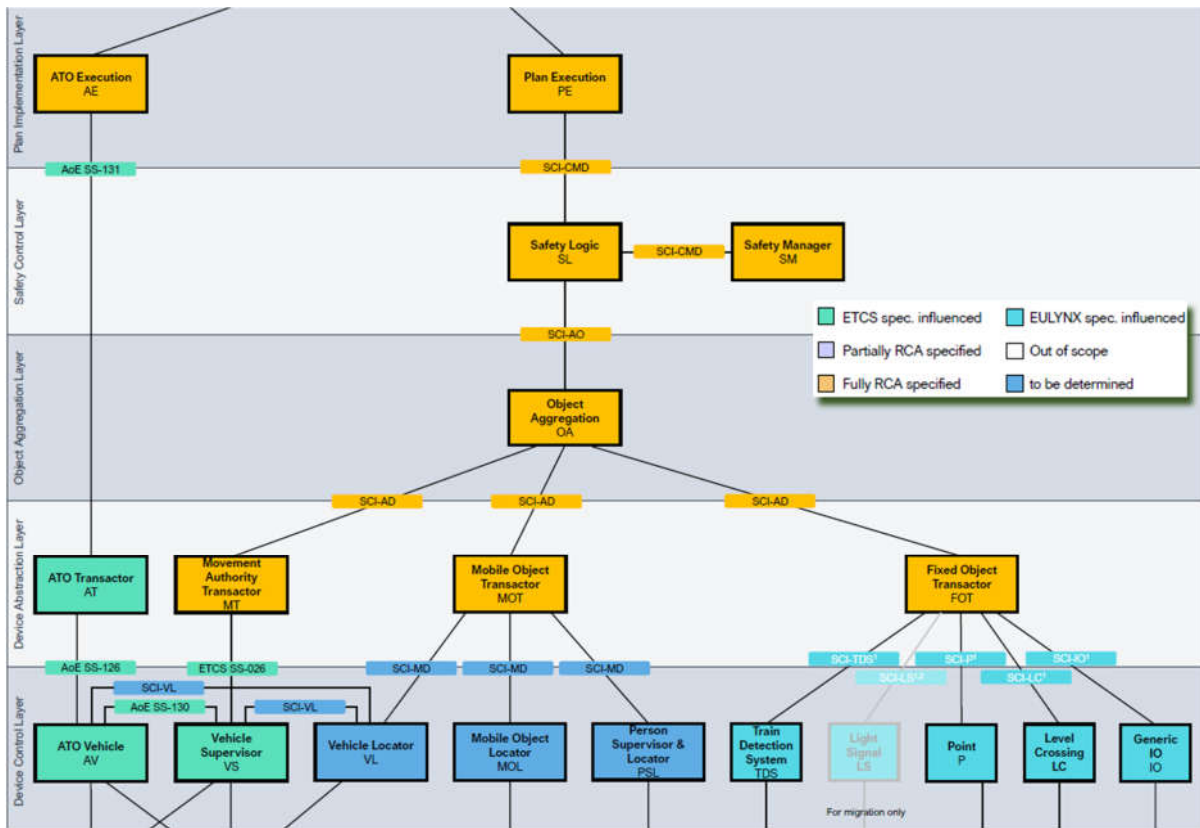 Plan Implementation Layer
ATO Execution
AE
Plan Execution
PE
AoE SS-131
SCI-CMD
Safety Control Layer
Safety Logic
SL
SCI-CMD
Safety Manager
SM
ETCS spec. influenced
EULYNX spec. influenced
Partially RCA specified
Out of scope
Fully RCA specified
to be determined
SCI-AO
Object Aggregation Layer
Object
Aggregation
OA
SCI-AD
SCI-AD
SCI-AD
Device Abstraction Layer
ATO Transactor
AT
Movement
Authority
Transactor
MT
Mobile Object
Transactor
MOT
Fixed Object
Transactor
FOT
AoE SS-126
ETCS SS-026
SCI-MD
SCI-MD
SCI-MD
SCI-TDS¹
SCI-P¹
SCI-IO¹
SCI-LS¹·²
SCI-LC¹
Device Control Layer
SCI-VL
AoE SS-130
SCI-VL
ATO Vehicle
AV
Vehicle
Supervisor
VS
Vehicle Locator
VL
Mobile Object
Locator
MOL
Person
Supervisor &
Locator
PSL
Train
Detection
System
TDS
Light
Signal
LS
Point
P
Level
Crossing
LC
Generic
IO
IO
For migration only